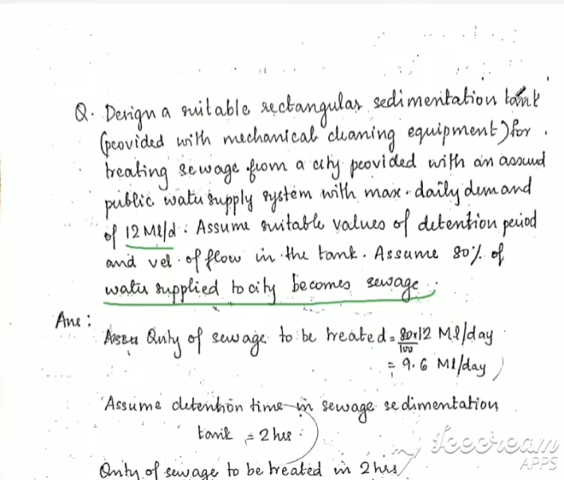 Q. Design a suitable rectangular sedimentation tank
(provided with mechanical cleaning equipment) for
treating sewage from a city provided with an assured
public water supply system with max. daily demand
of 12 Ml/d. Assume suitable values of detention period
and vel. of flow in the tank. Assume 80% of
water supplied to city becomes sewage.
Ans:
Qnty of sewage to be treated = 80/100 × 12 Ml/day
= 9.6 Ml/day
Assume detention time in sewage sedimentation
tank = 2 hrs.
Qnty of sewage to be treated in 2 hrs
Icecream
APPS